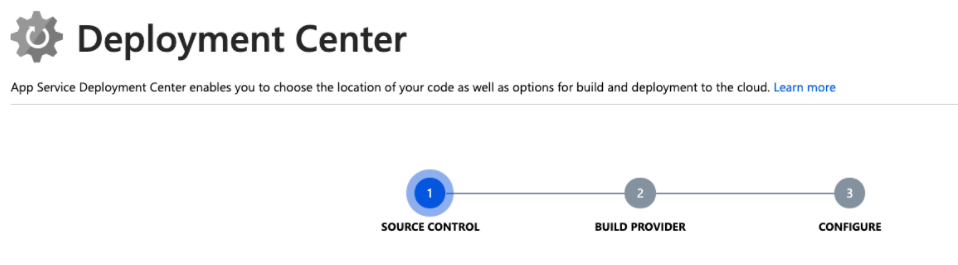 Deployment Center
App Service Deployment Center enables you to choose the location of your code as well as options for build and deployment to the cloud. Learn more
1 2 3
SOURCE CONTROL BUILD PROVIDER CONFIGURE